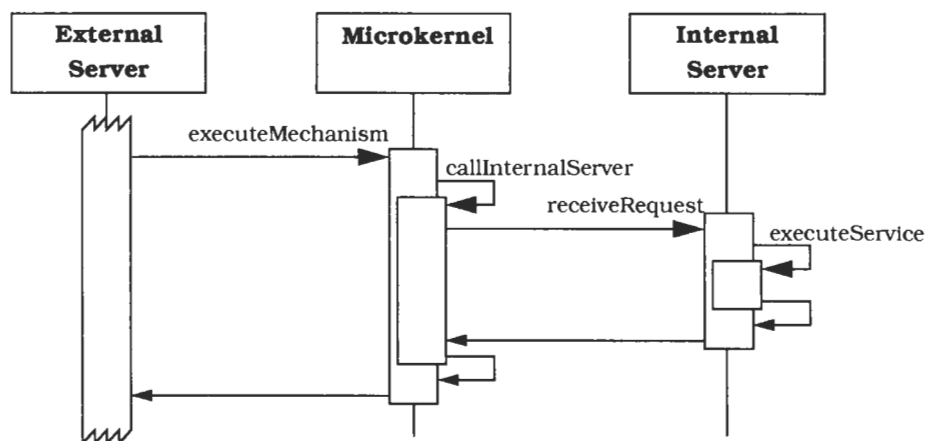 External
Server
Microkernel
Internal
Server
executeMechanism
callInternalServer
receiveRequest
executeService